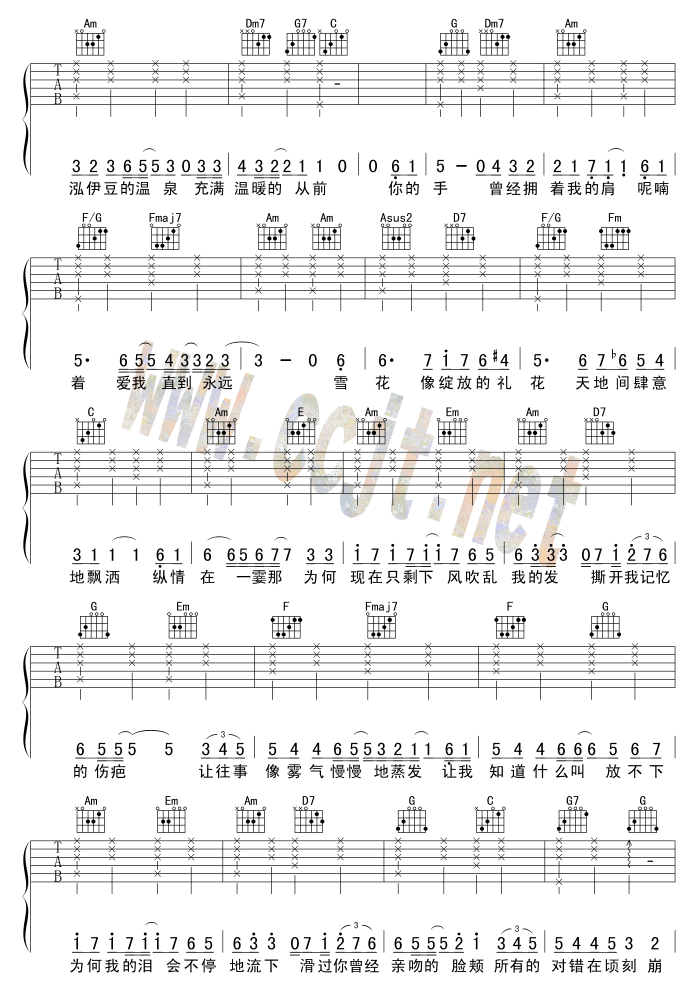 Am Dm7 G7 C G Dm7 Am
T A B
3 2 3 6 5 5 3 0 3 3 | 4 3 2 2 1 1 0 | 0 6 1 | 5 - 0 4 3 2 | 2 1 7 1 1 6 1
泓伊豆的温 泉 充满 温暖的 从前 你的 手 曾经拥 着我的肩 呢喃
F/G Fmaj7 Am Am Asus2 D7 F/G Fm
T A B
5· 6 5 5 4 3 3 2 3 | 3 - 0 6 | 6· 7 1 7 6 #4 | 5· 6 7 b6 5 4
着 爱我 直到 永远 雪 花 像绽放的 礼 花 天地间肆意
C Am E Am Em Am D7
T A B
3 1 1 1 6 1 | 6 6 5 6 7 7 3 3 | 1 7 1 7 1 1 7 6 5 | 6 3 3 3 0 7 1 2 7 6
地飘洒 纵情 在 一霎那 为何 现在只剩下 风吹乱 我的发 撕开我记忆
G Em F Fmaj7 F G
T A B
6 5 5 5 5 3 4 5 | 5 4 4 6 5 5 3 2 1 1 6 1 | 5 4 4 6 6 6 5 6 7
的 伤疤 让往事 像雾气慢慢 地蒸发 让我 知道什么叫 放不下
Am Em Am D7 G C G7 G
T A B
1 7 1 7 1 1 7 6 5 | 6 3 3 0 7 1 2 7 6 | 5 4 5 5 2 1 3 4 5 | 5 4 4 5 3 2
为何我的泪 会不停 地流下 滑过你曾经 亲吻的 脸颊 所有的 对错在顷刻 崩
www.ccjt.net